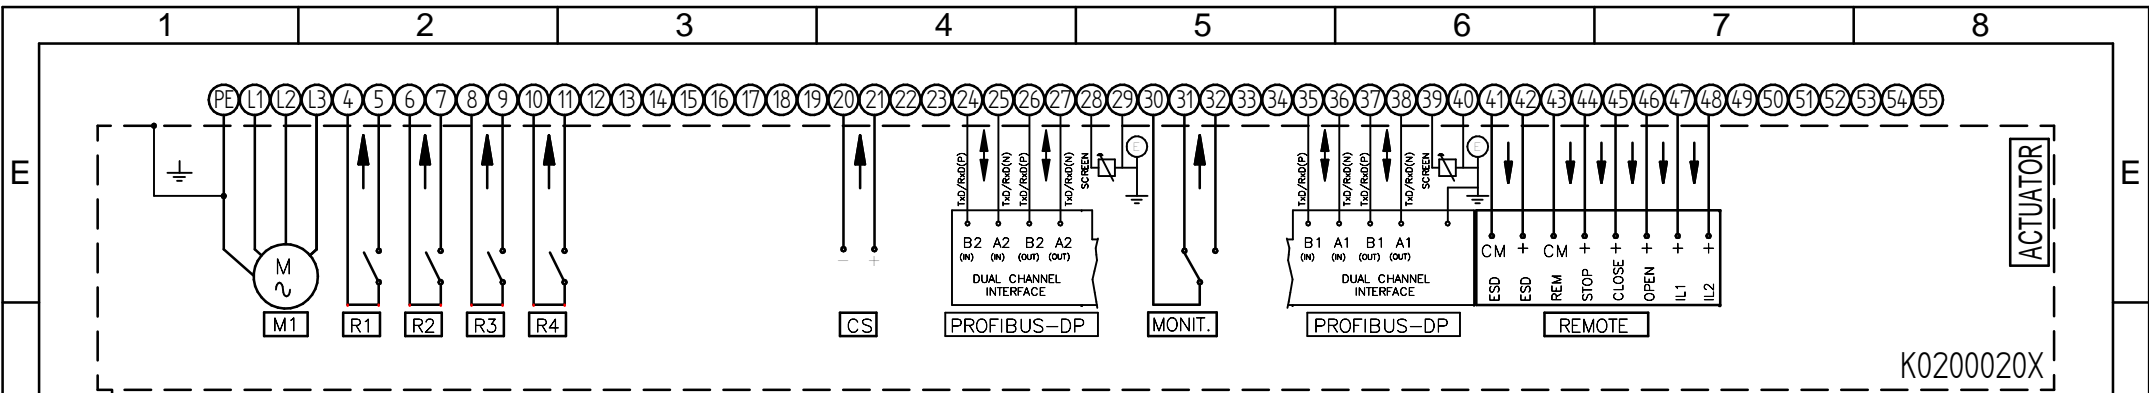 1 2 3 4 5 6 7 8
PE L1 L2 L3 4 5 6 7 8 9 10 11 12 13 14 15 16 17 18 19 20 21 22 23 24 25 26 27 28 29 30 31 32 33 34 35 36 37 38 39 40 41 42 43 44 45 46 47 48 49 50 51 52 53 54 55
E E
ACTUATOR
TxD/RxD(P) TxD/RxD(N) TxD/RxD(P) TxD/RxD(N) SCREEN E
TxD/RxD(P) TxD/RxD(N) TxD/RxD(P) TxD/RxD(N) SCREEN E
M
- +
B2 A2 B2 A2
(IN) (IN) (OUT) (OUT)
DUAL CHANNEL
INTERFACE
B1 A1 B1 A1
(IN) (IN) (OUT) (OUT)
DUAL CHANNEL
INTERFACE
CM + CM + + + + +
ESD ESD REM STOP CLOSE OPEN IL1 IL2
M1 R1 R2 R3 R4 CS PROFIBUS-DP MONIT. PROFIBUS-DP REMOTE
K0200020X